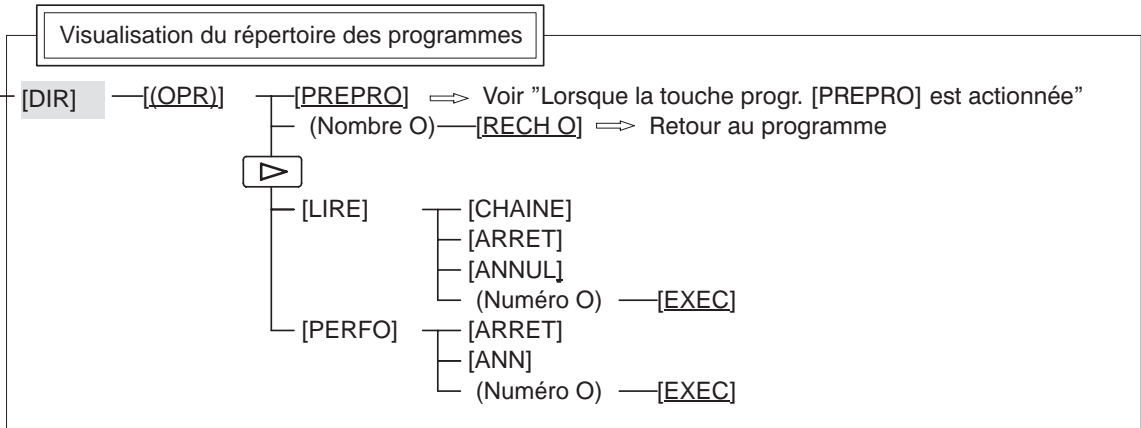 Visualisation du répertoire des programmes
[DIR] [(OPR)] [PREPRO] Voir ”Lorsque la touche progr. [PREPRO] est actionnée”
(Nombre O) [RECH O] Retour au programme
[LIRE] [CHAINE]
[ARRET]
[ANNUL]
(Numéro O) [EXEC]
[PERFO] [ARRET]
[ANN]
(Numéro O) [EXEC]